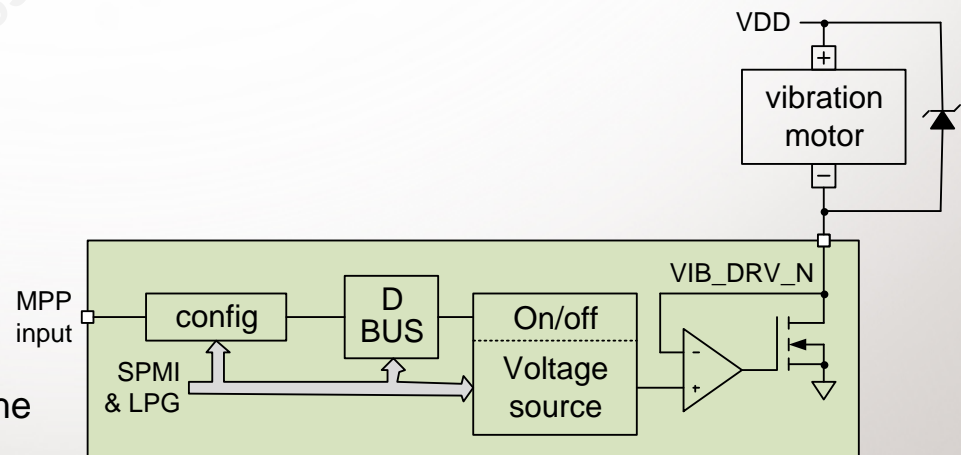 VDD
+
vibration
motor
−
VIB_DRV_N
MPP
input
config
D
BUS
On/off
Voltage
source
SPMI
& LPG
-
+